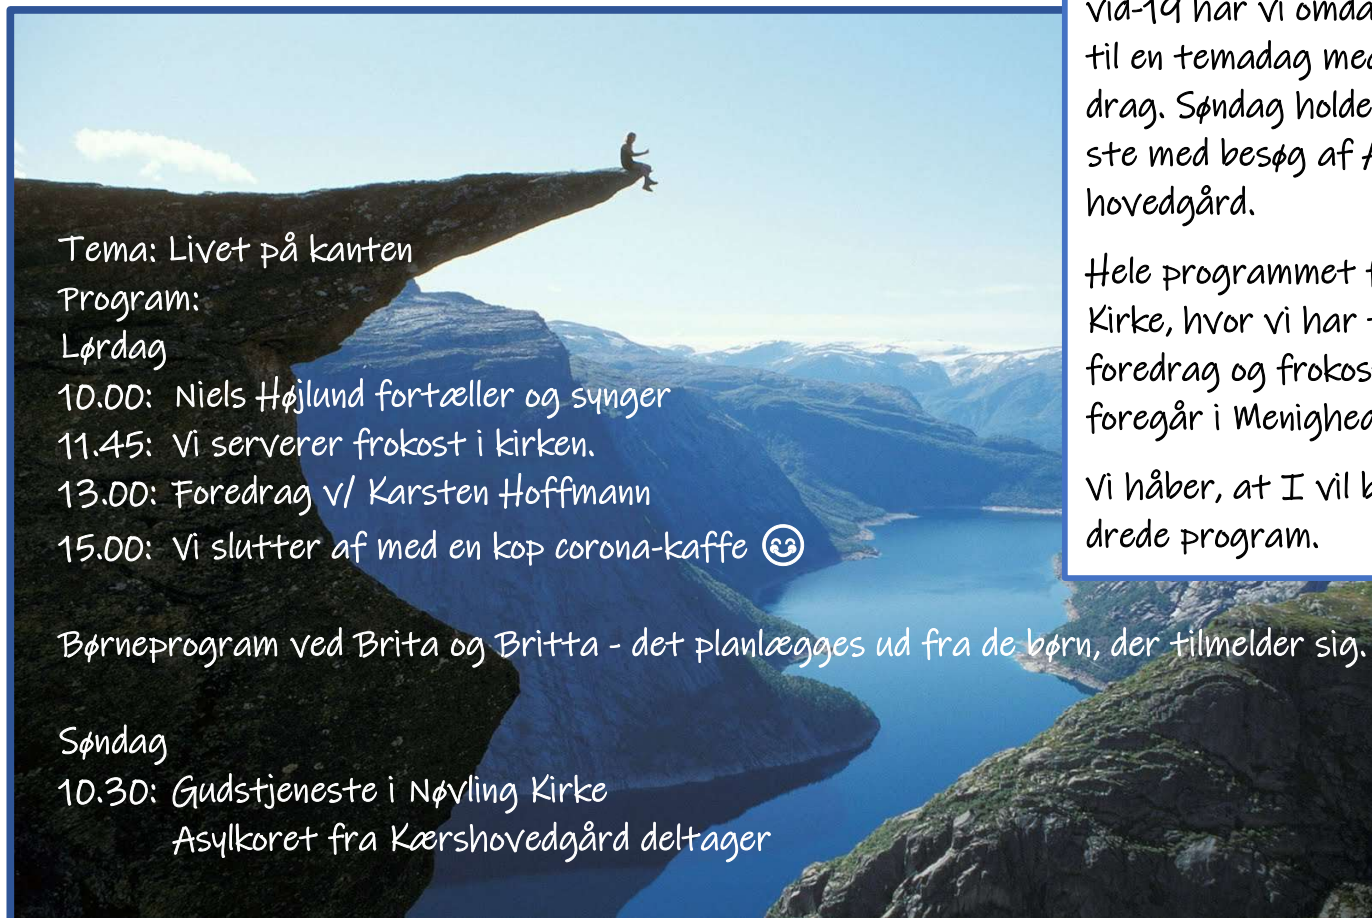 Tema: Livet på kanten
Program:
Lørdag
10.00: Niels Højlund fortæller og synger
11.45: Vi serverer frokost i kirken.
13.00: Foredrag v/ Karsten Hoffmann
15.00: Vi slutter af med en kop corona-kaffe 😊
Børneprogram ved Brita og Britta - det planlægges ud fra de børn, der tilmelder sig.
Søndag
10.30: Gudstjeneste i Nøvling Kirke
Asylkoret fra Kærshovedgård deltager
vid-19 har vi
til en temadag
drag. Søndag
ste med besøg af
hovedgård.
Hele programmet
Kirke, hvor vi har
foredrag og
foregår i
Vi håber, at I vil
drede program.